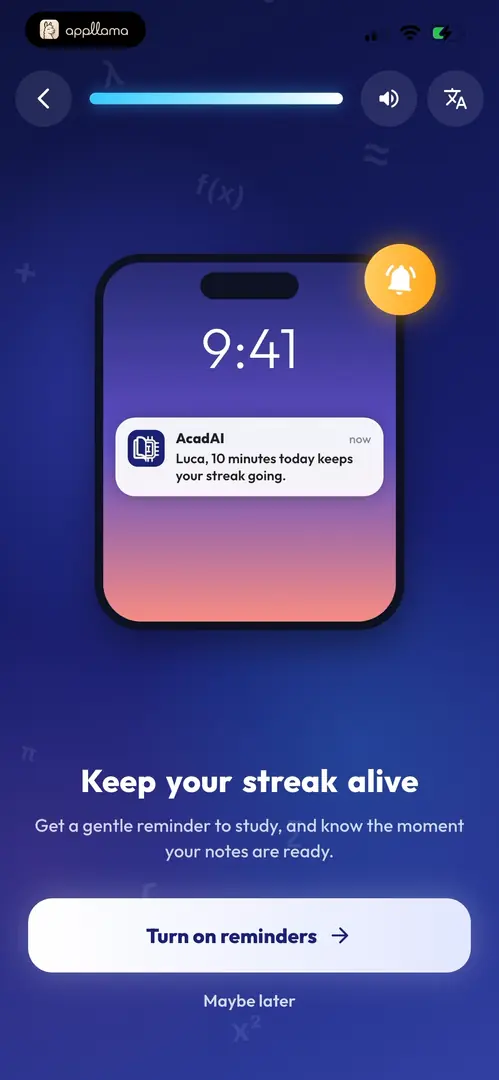 appllama
λ
≈
f(x)
+
9:41
AcadAI
now
Luca, 10 minutes today keeps
your streak going.
π
Keep your streak alive
Get a gentle reminder to study, and know the moment
your notes are ready.
Turn on reminders →
Maybe later
x²